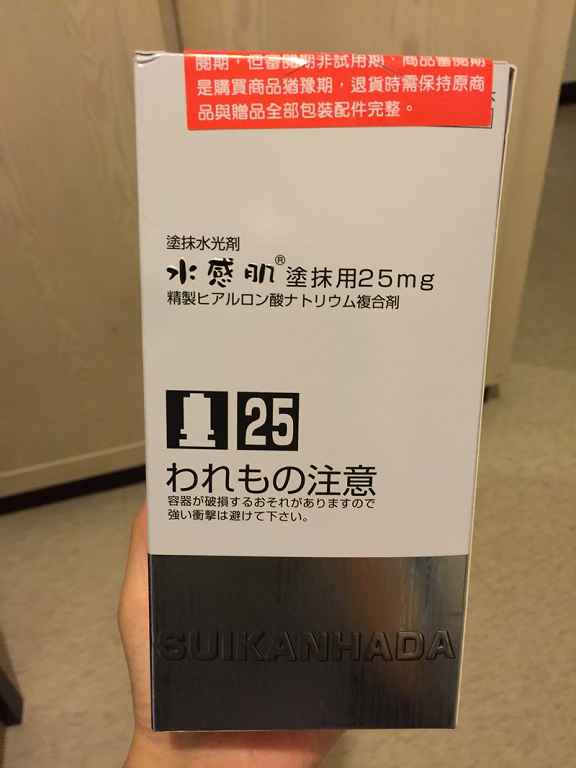 閱期，但審閱期非試用期、商品審閱期
是購買商品猶豫期，退貨時需保持原商
品與贈品全部包裝配件完整。
塗抹水光剤
水感肌®塗抹用25mg
精製ヒアルロン酸ナトリウム複合剤
25
われもの注意
容器が破損するおそれがありますので
強い衝撃は避けて下さい。
SUIKANHADA